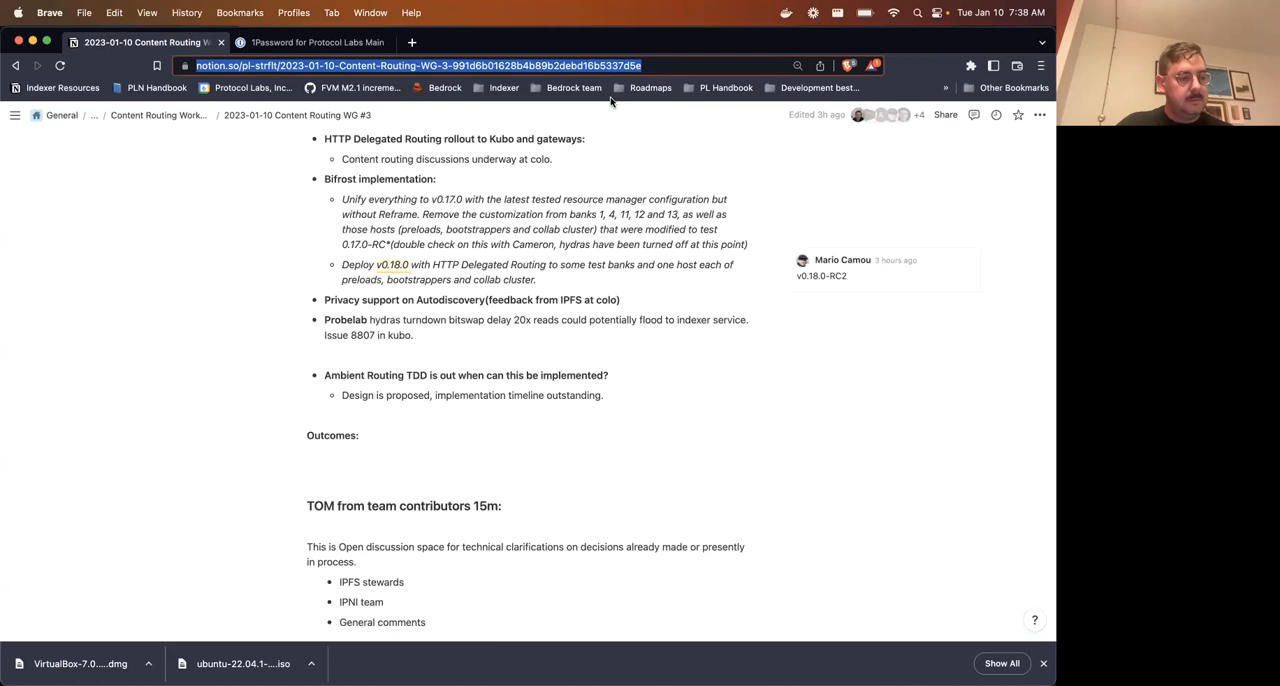 Brave File Edit View History Bookmarks Profiles Tab Window Help Tue Jan 10 7:38 AM
2023-01-10 Content Routing W 1Password for Protocol Labs Main
notion.so/pl-strflt/2023-01-10-Content-Routing-WG-3-991d6b01628b4b89b2debd16b5337d5e
Indexer Resources PLN Handbook Protocol Labs, Inc... FVM M2.1 increme... Bedrock Indexer Bedrock team Roadmaps PL Handbook Development best... » Other Bookmarks
General / ... / Content Routing Work... / 2023-01-10 Content Routing WG #3 Edited 3h ago +4 Share
HTTP Delegated Routing rollout to Kubo and gateways:
Content routing discussions underway at colo.
Bifrost implementation:
Unify everything to v0.17.0 with the latest tested resource manager configuration but
without Reframe. Remove the customization from banks 1, 4, 11, 12 and 13, as well as
those hosts (preloads, bootstrappers and collab cluster) that were modified to test
0.17.0-RC*(double check on this with Cameron, hydras have been turned off at this point)
Mario Camou 3 hours ago
v0.18.0-RC2
Deploy v0.18.0 with HTTP Delegated Routing to some test banks and one host each of
preloads, bootstrappers and collab cluster.
Privacy support on Autodiscovery(feedback from IPFS at colo)
Probelab hydras turndown bitswap delay 20x reads could potentially flood to indexer service.
Issue 8807 in kubo.
Ambient Routing TDD is out when can this be implemented?
Design is proposed, implementation timeline outstanding.
Outcomes:
TOM from team contributors 15m:
This is Open discussion space for technical clarifications on decisions already made or presently
in process.
IPFS stewards
IPNI team
General comments
?
VirtualBox-7.0.....dmg ubuntu-22.04.1-....iso Show All